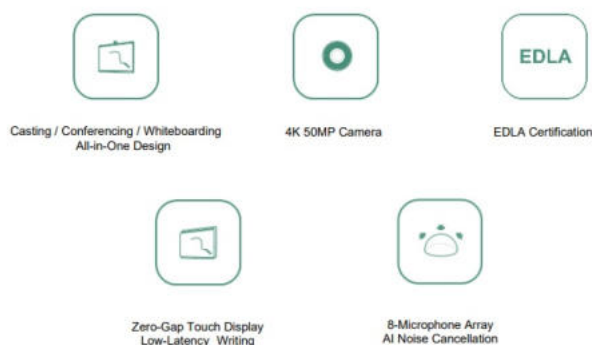 EDLA
Casting / Conferencing / Whiteboarding
All-in-One Design
4K 50MP Camera
EDLA Certification
Zero-Gap Touch Display
Low-Latency Writing
8-Microphone Array
AI Noise Cancellation